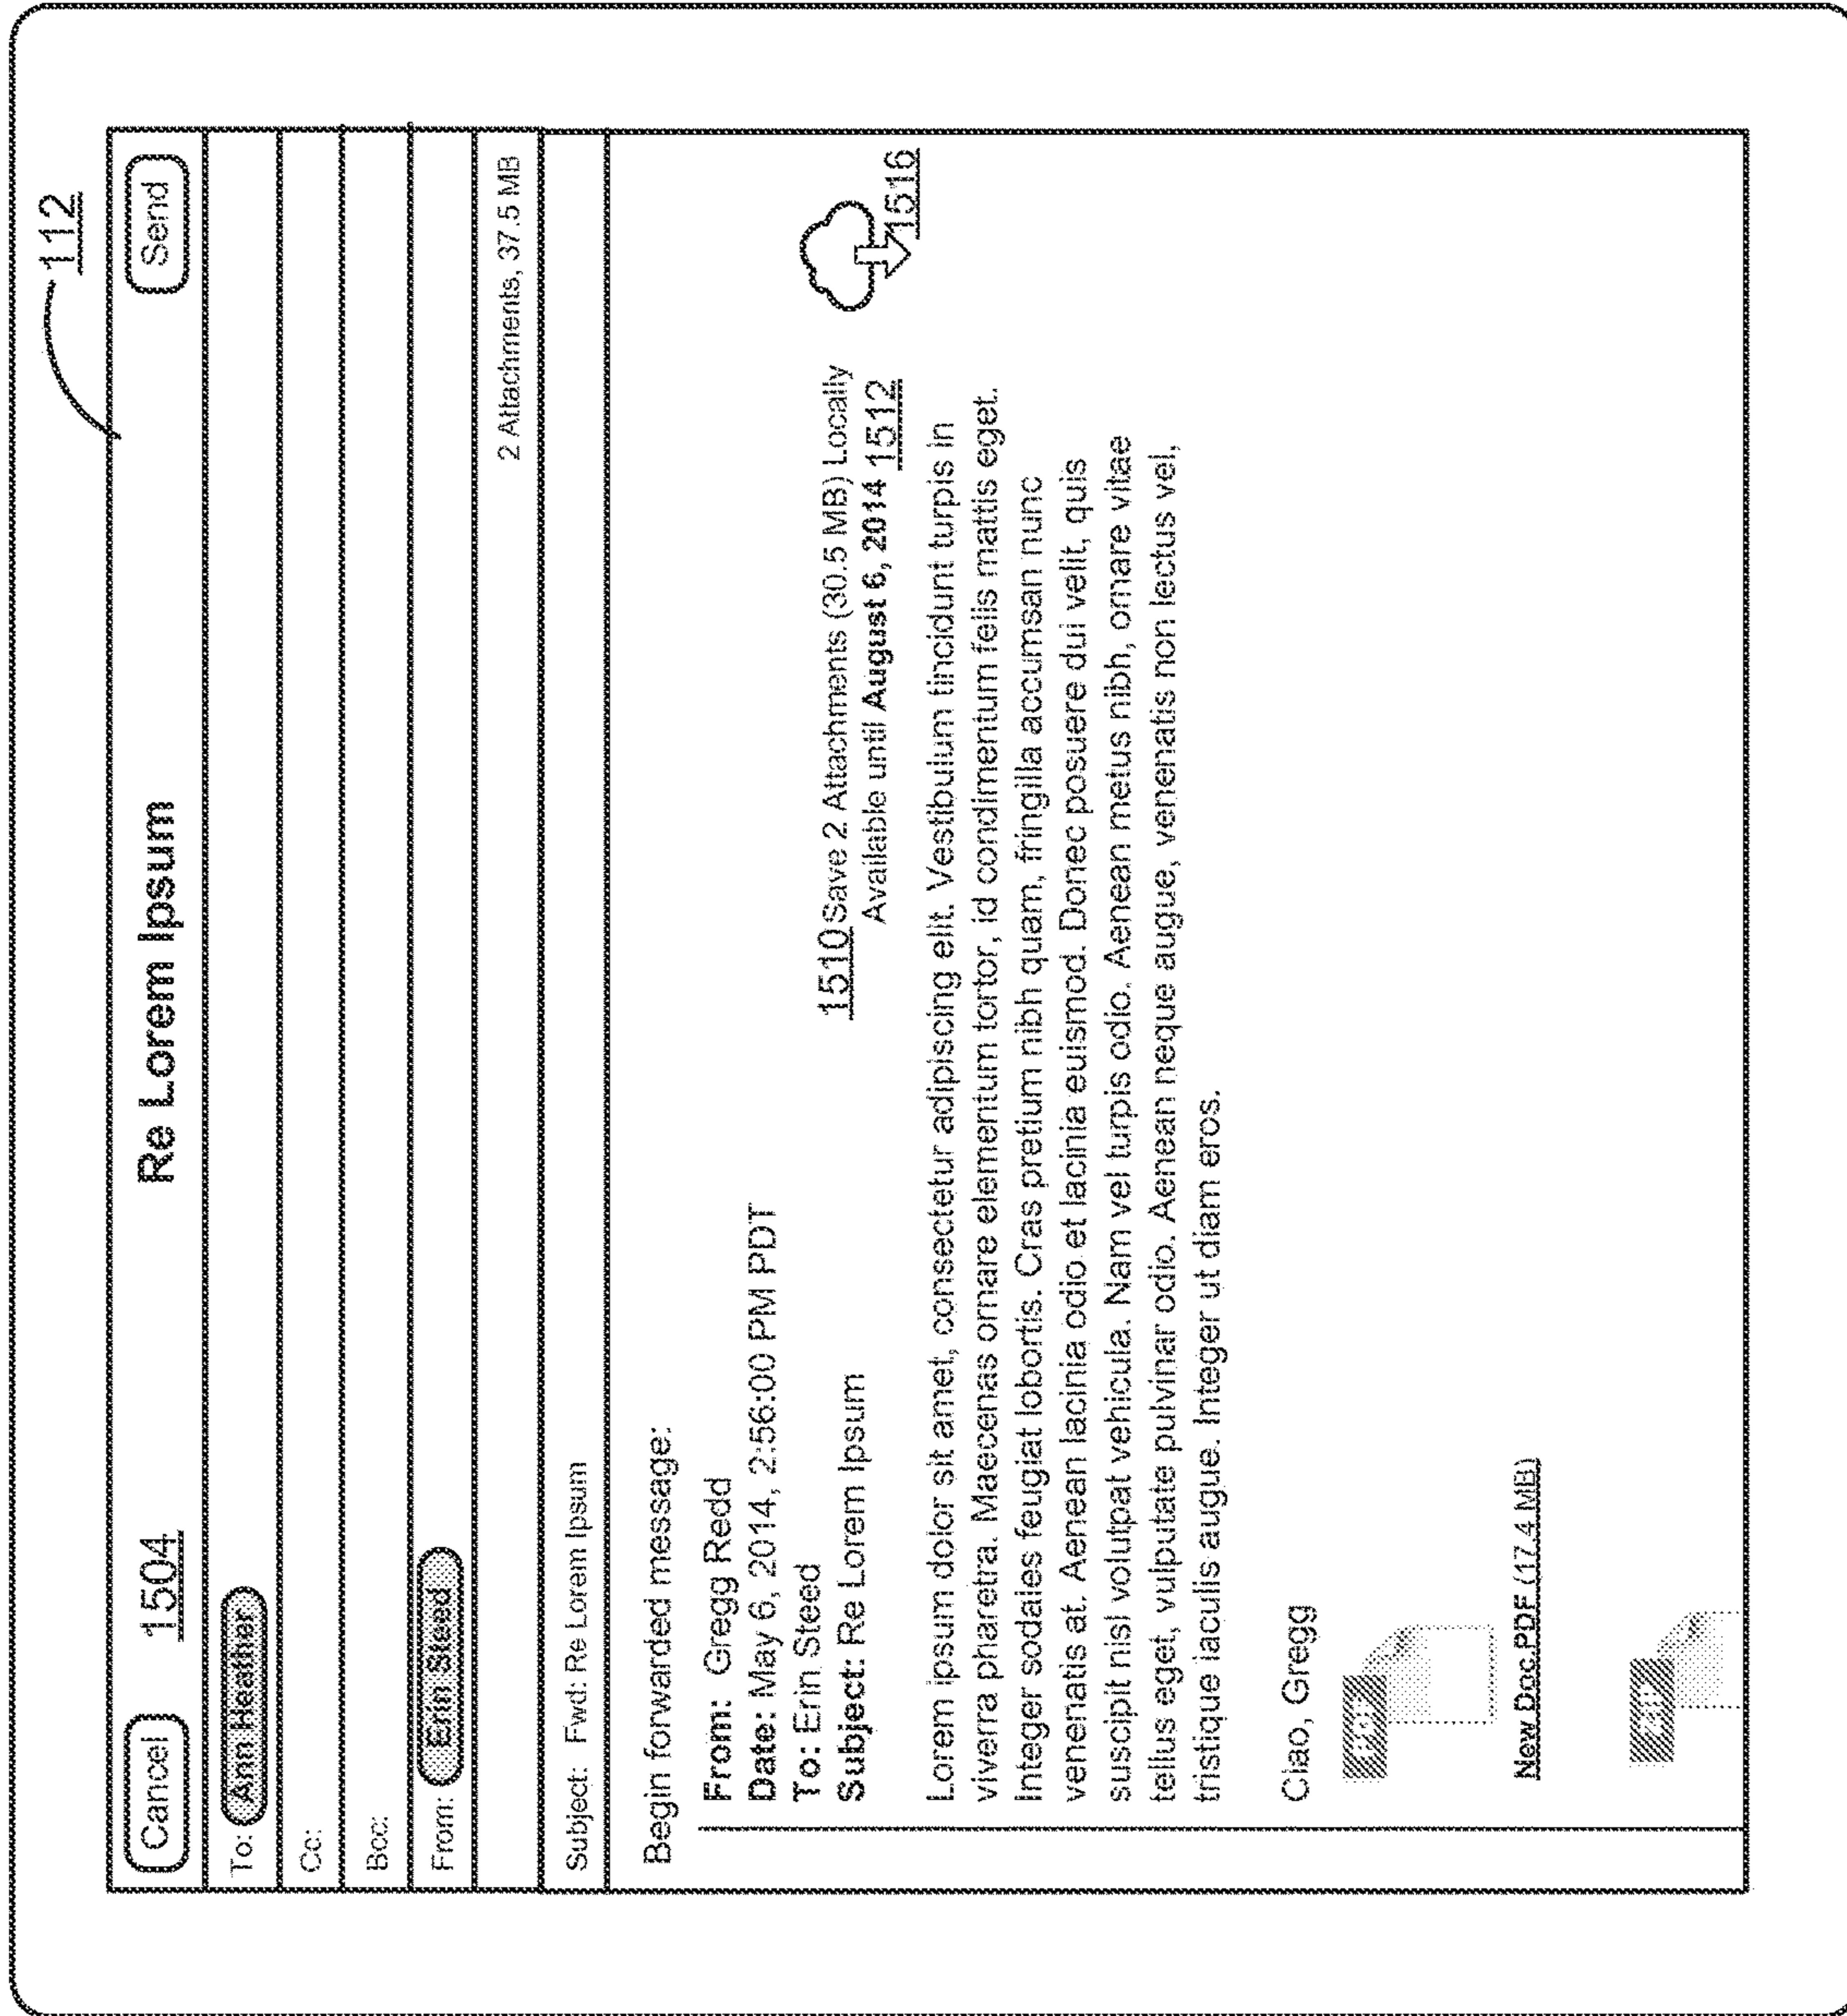 112
Cancel 1504 Re Lorem Ipsum Send
To: Ann Heather
Cc:
Bcc:
From: Erin Steed
2 Attachments, 37.5 MB
Subject: Fwd: Re Lorem Ipsum
Begin forwarded message:
From: Gregg Redd
Date: May 6, 2014, 2:56:00 PM PDT
To: Erin Steed
Subject: Re Lorem Ipsum
1510 Save 2 Attachments (30.5 MB) Locally
Available until August 6, 2014 1512
1516
Lorem ipsum dolor sit amet, consectetur adipiscing elit. Vestibulum tincidunt turpis in
viverra pharetra. Maecenas ornare elementum tortor, id condimentum felis mattis eget.
Integer sodales feugiat lobortis. Cras pretium nibh quam, fringilla accumsan nunc
venenatis at. Aenean lacinia odio et lacinia euismod. Donec posuere dui velit, quis
suscipit nisl volutpat vehicula. Nam vel turpis odio. Aenean metus nibh, ornare vitae
tellus eget, vulputate pulvinar odio. Aenean neque augue, venenatis non lectus vel,
tristique iaculis augue. Integer ut diam eros.
Ciao, Gregg
PDF
New Doc.PDF (17.4 MB)